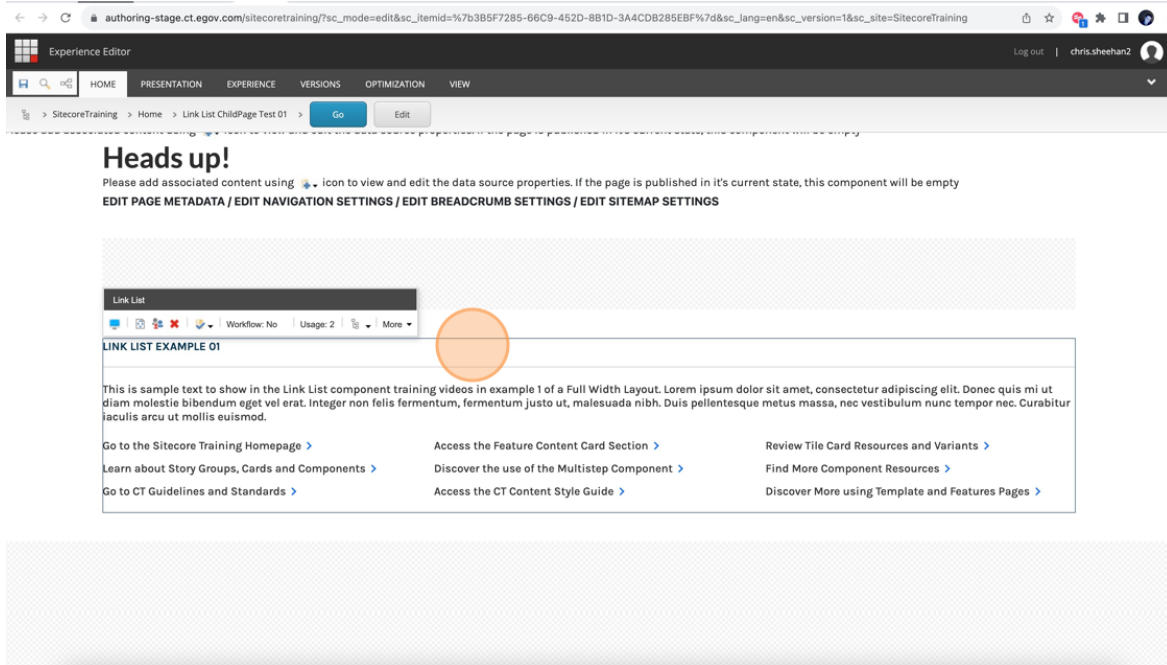 authoring-stage.ct.egov.com/sitecoretraining/?sc_mode=edit&sc_itemid=%7b3B5F7285-66C9-452D-8B1D-3A4CDB285EBF%7d&sc_lang=en&sc_version=1&sc_site=SitecoreTraining
Experience Editor
Log out | chris.sheehan2
HOME PRESENTATION EXPERIENCE VERSIONS OPTIMIZATION VIEW
> SitecoreTraining > Home > Link List ChildPage Test 01 > Go Edit
Heads up!
Please add associated content using icon to view and edit the data source properties. If the page is published in it's current state, this component will be empty
EDIT PAGE METADATA / EDIT NAVIGATION SETTINGS / EDIT BREADCRUMB SETTINGS / EDIT SITEMAP SETTINGS
Link List
Workflow: No Usage: 2 More
LINK LIST EXAMPLE 01
This is sample text to show in the Link List component training videos in example 1 of a Full Width Layout. Lorem ipsum dolor sit amet, consectetur adipiscing elit. Donec quis mi ut
diam molestie bibendum eget vel erat. Integer non felis fermentum, fermentum justo ut, malesuada nibh. Duis pellentesque metus massa, nec vestibulum nunc tempor nec. Curabitur
iaculis arcu ut mollis euismod.
Go to the Sitecore Training Homepage > Access the Feature Content Card Section > Review Tile Card Resources and Variants >
Learn about Story Groups, Cards and Components > Discover the use of the Multistep Component > Find More Component Resources >
Go to CT Guidelines and Standards > Access the CT Content Style Guide > Discover More using Template and Features Pages >